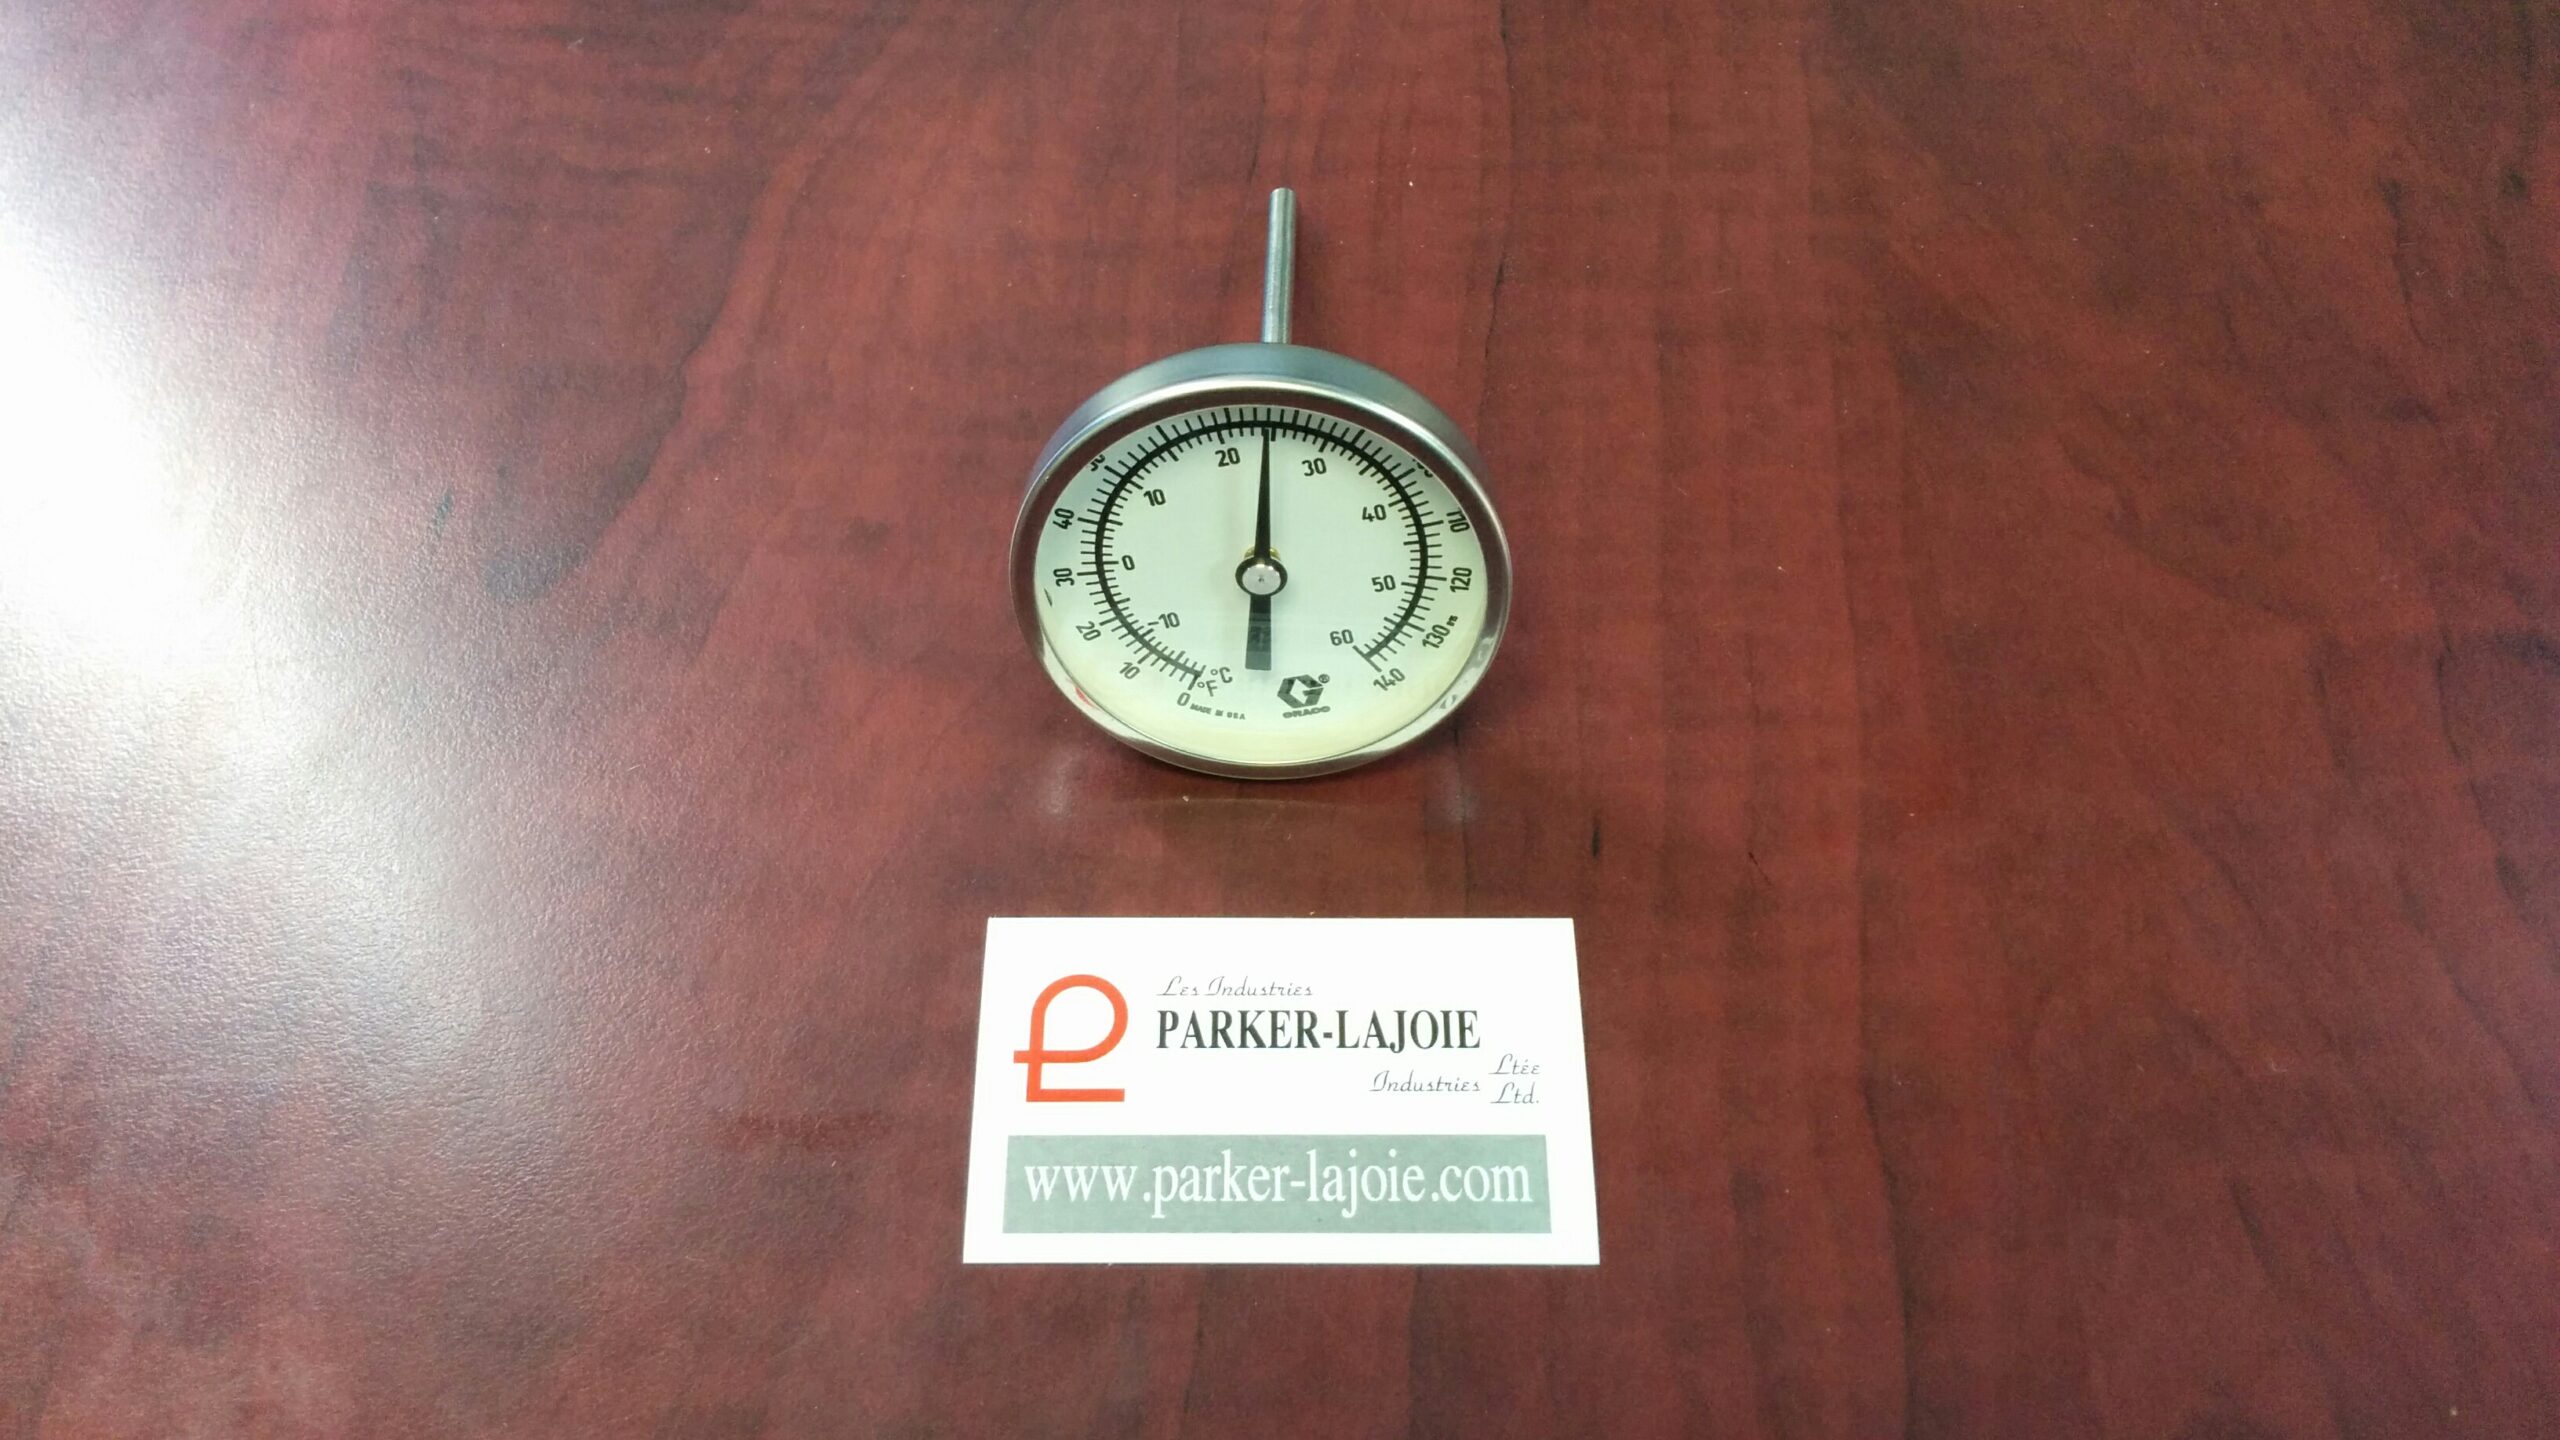 20
30
10
40
40
110
0
30
50
120
-10
20
60
130
10
°C
°F
140
0
MADE IN USA
G®
GRACO
Les Industries
PARKER-LAJOIE
Industries Ltée
Ltd.
www.parker-lajoie.com